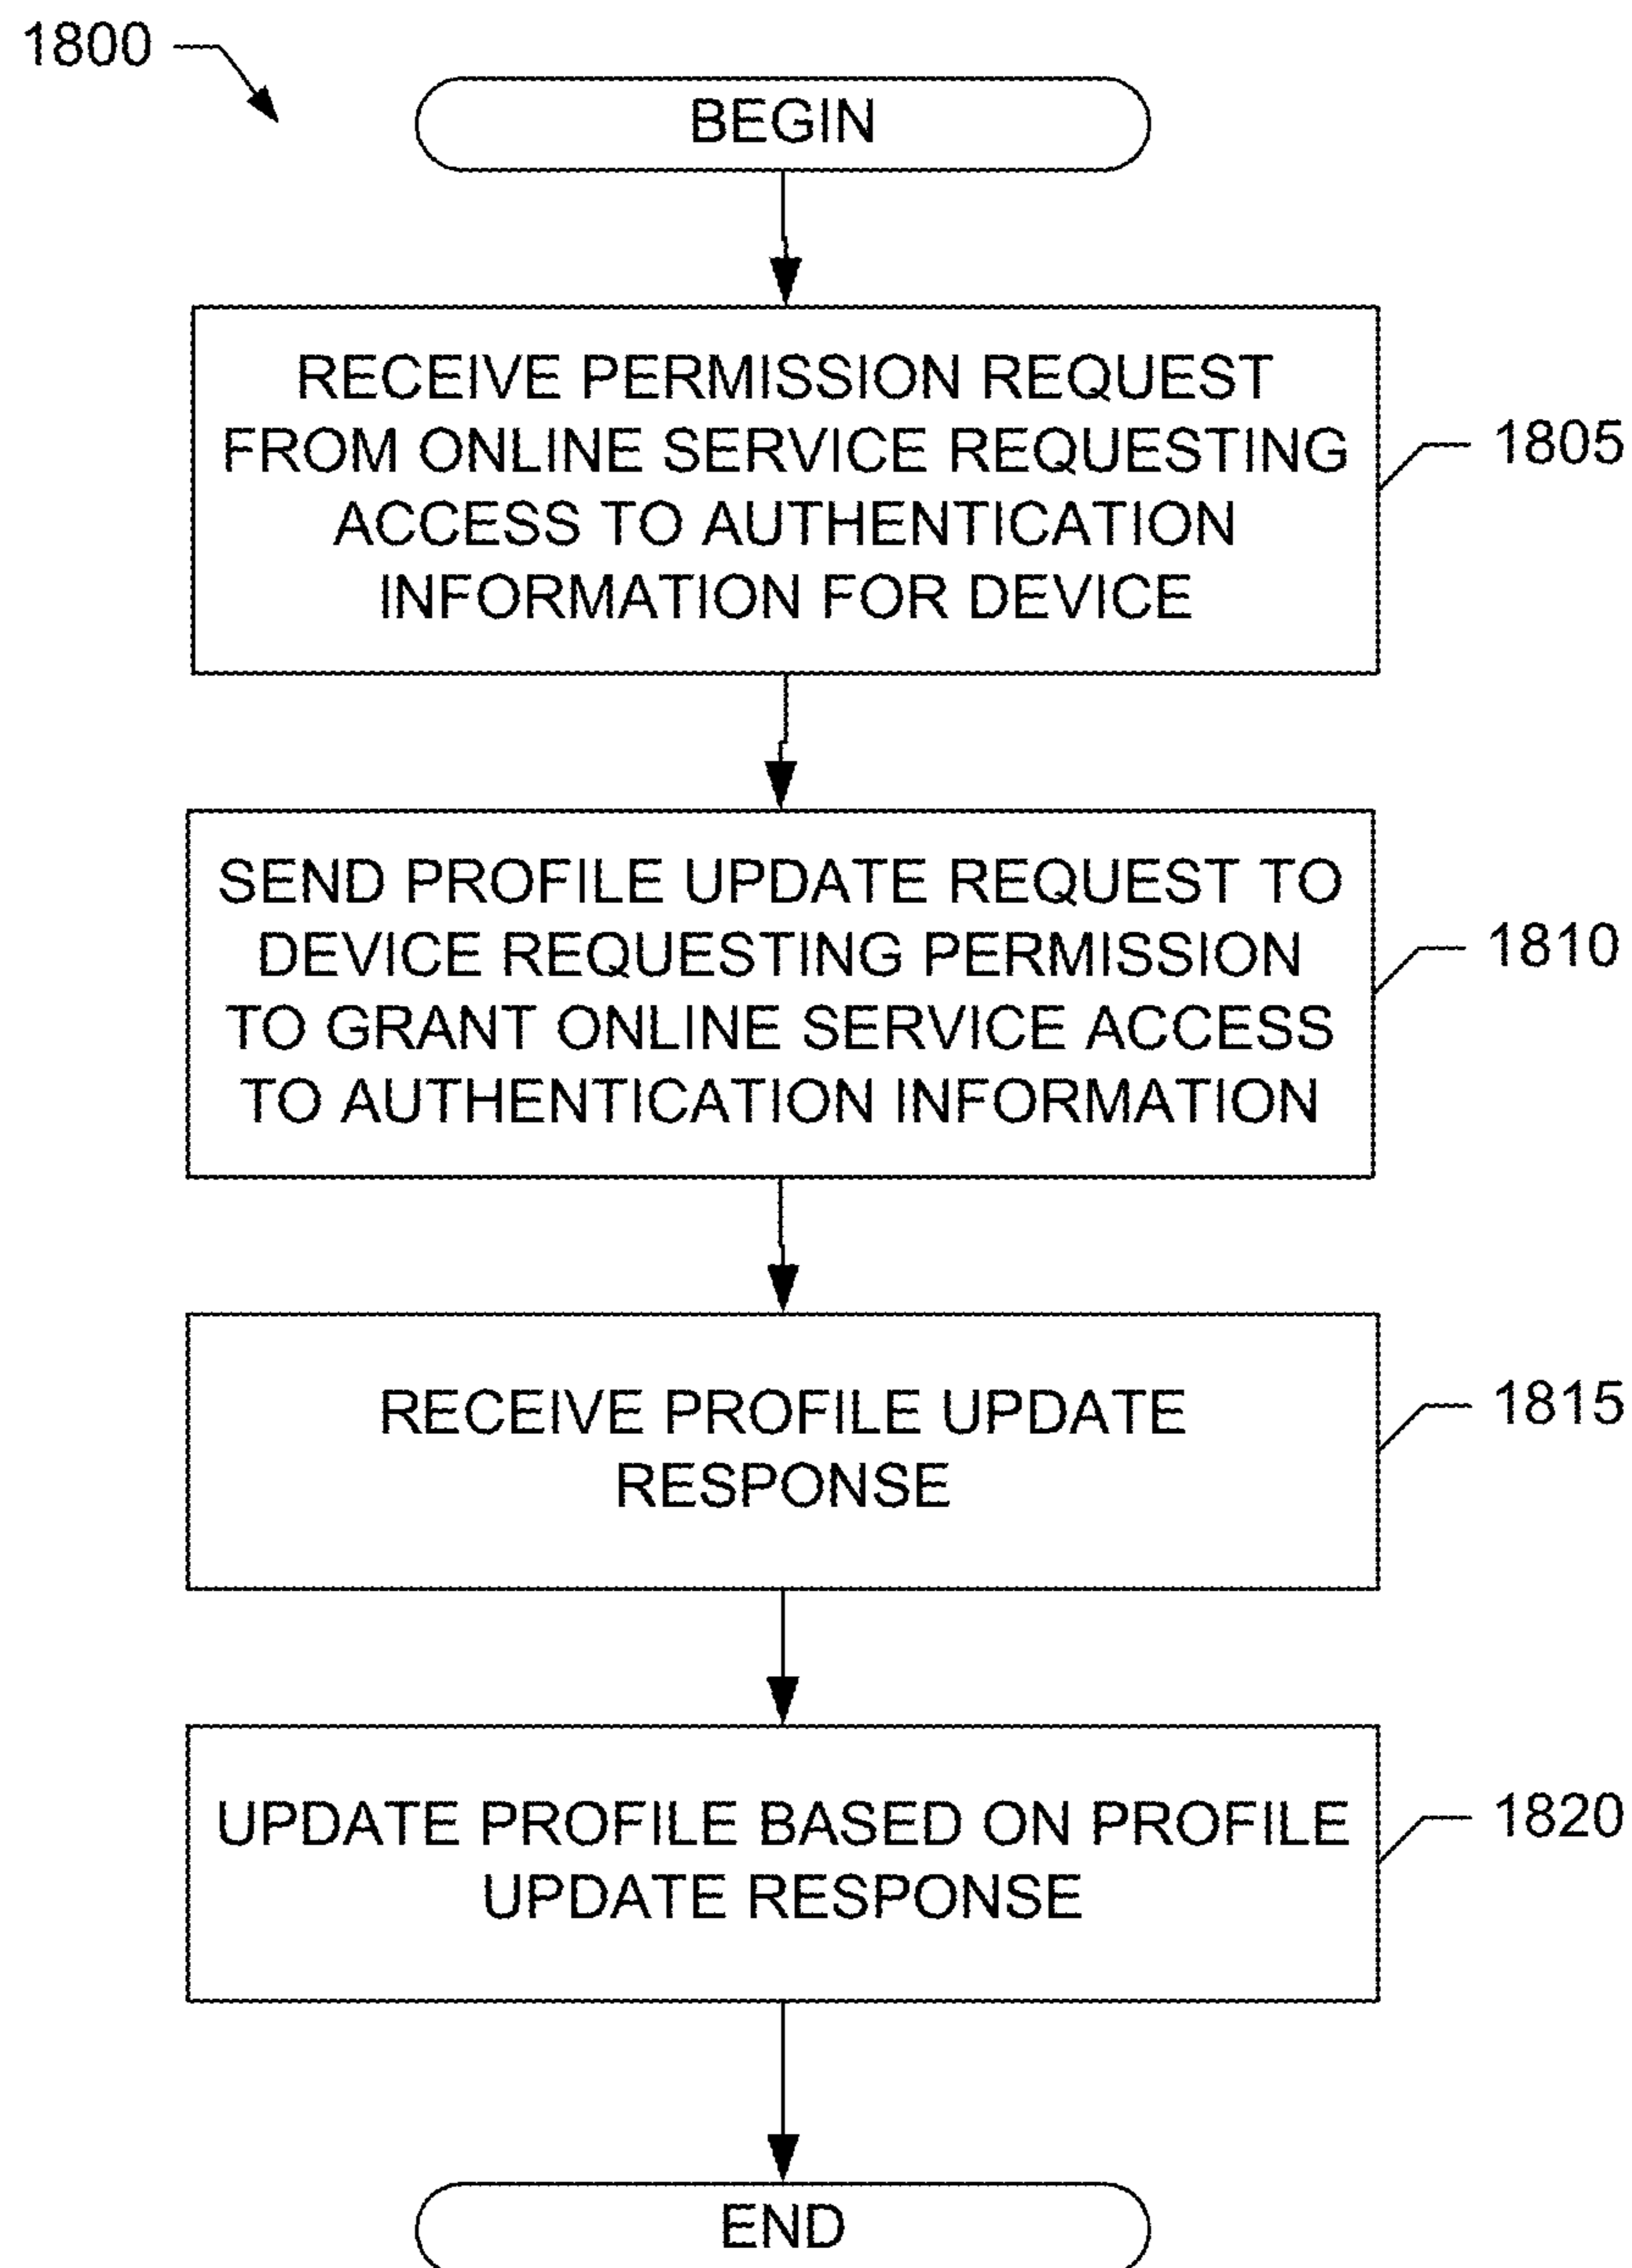 1800
BEGIN
RECEIVE PERMISSION REQUEST
FROM ONLINE SERVICE REQUESTING
ACCESS TO AUTHENTICATION
INFORMATION FOR DEVICE
1805
SEND PROFILE UPDATE REQUEST TO
DEVICE REQUESTING PERMISSION
TO GRANT ONLINE SERVICE ACCESS
TO AUTHENTICATION INFORMATION
1810
RECEIVE PROFILE UPDATE
RESPONSE
1815
UPDATE PROFILE BASED ON PROFILE
UPDATE RESPONSE
1820
END